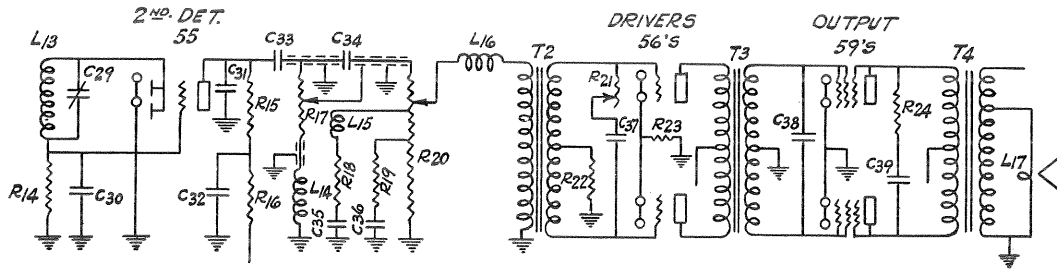 2ND. DET.
55
DRIVERS
56'S
OUTPUT
59'S
L13
C29
C31
C33
C34
L16
T2
T3
T4
R15
R17
L15
R21
C37
R23
C38
R24
R14
C30
C32
R16
L14
R18
C35
R19
C36
R20
R22
C39
L17